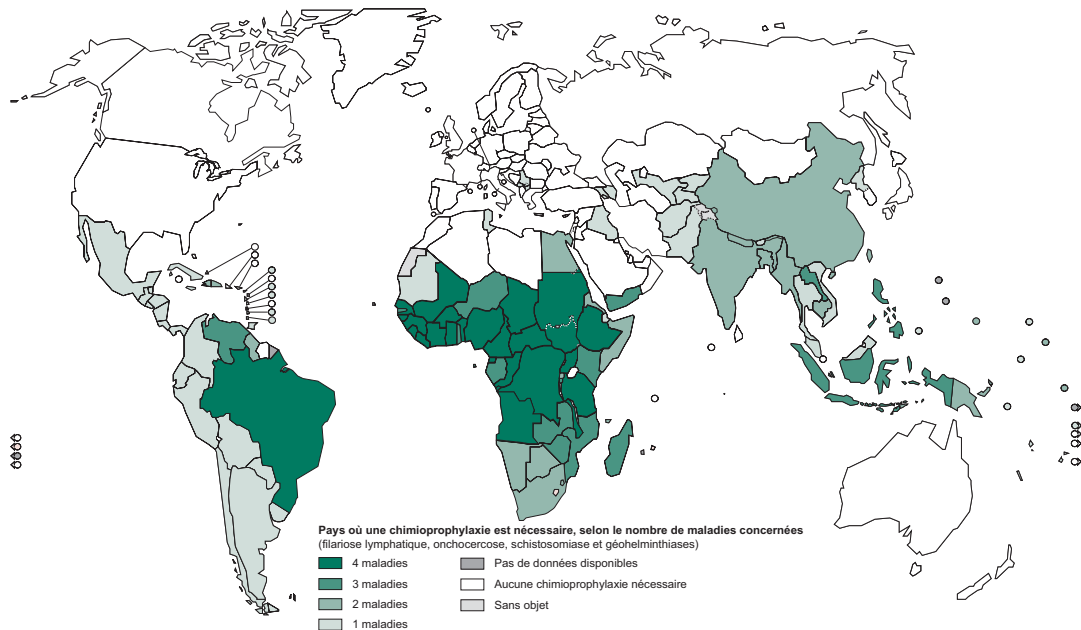 Pays où une chimioprophylaxie est nécessaire, selon le nombre de maladies concernées
(filariose lymphatique, onchocercose, schistosomiase et géohelminthiases)
4 maladies
3 maladies
2 maladies
1 maladies
Pas de données disponibles
Aucune chimioprophylaxie nécessaire
Sans objet